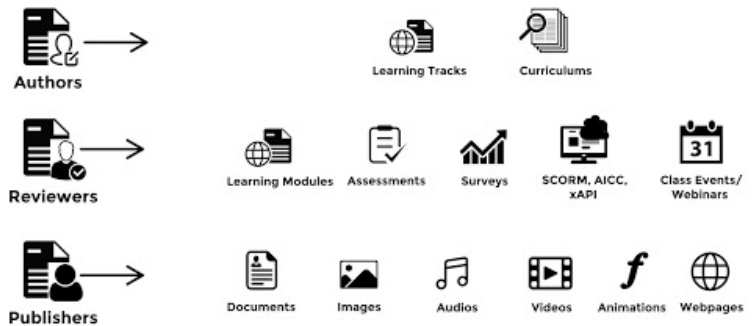 Authors
Learning Tracks
Curriculums
Reviewers
Learning Modules
Assessments
Surveys
SCORM, AICC,
xAPI
31
Class Events/
Webinars
Publishers
Documents
Images
Audios
Videos
f
Animations
Webpages